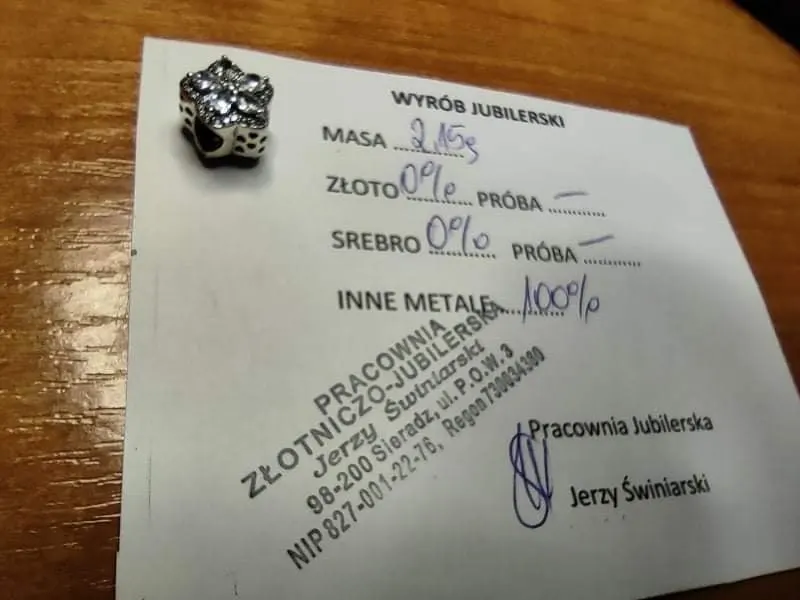 WYRÓB JUBILERSKI
MASA 2,15g
ZŁOTO 0% PRÓBA —
SREBRO 0% PRÓBA —
INNE METALE 100%
PRACOWNIA
ZŁOTNICZO-JUBILERSKA
Jerzy Świniarski
98-200 Sieradz, ul. P.O.W. 3
NIP 827-001-22-76, Regon 730034390
Pracownia Jubilerska
Jerzy Świniarski